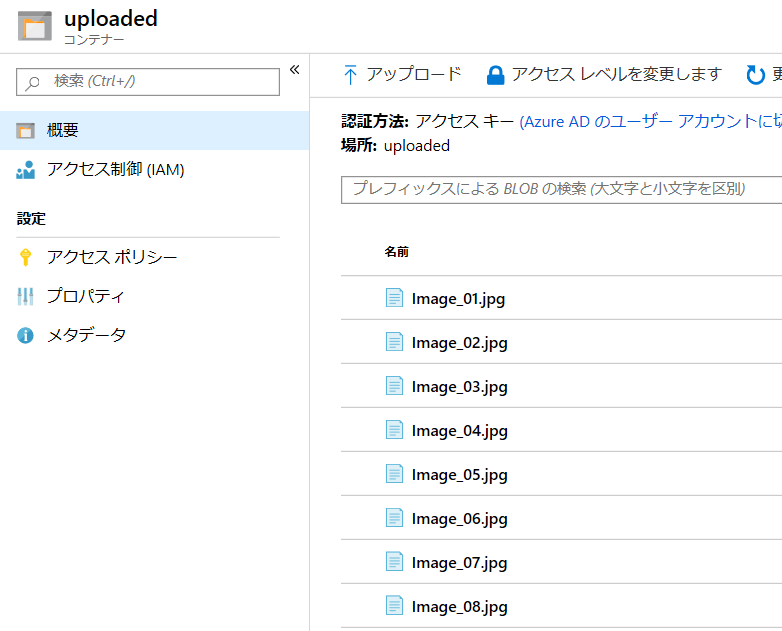 uploaded
コンテナー
検索 (Ctrl+/)
«
概要
アクセス制御 (IAM)
設定
アクセス ポリシー
プロパティ
メタデータ
アップロード アクセス レベルを変更します 更
認証方法: アクセス キー (Azure AD のユーザー アカウントに切
場所: uploaded
プレフィックスによる BLOB の検索 (大文字と小文字を区別)
名前
Image_01.jpg
Image_02.jpg
Image_03.jpg
Image_04.jpg
Image_05.jpg
Image_06.jpg
Image_07.jpg
Image_08.jpg